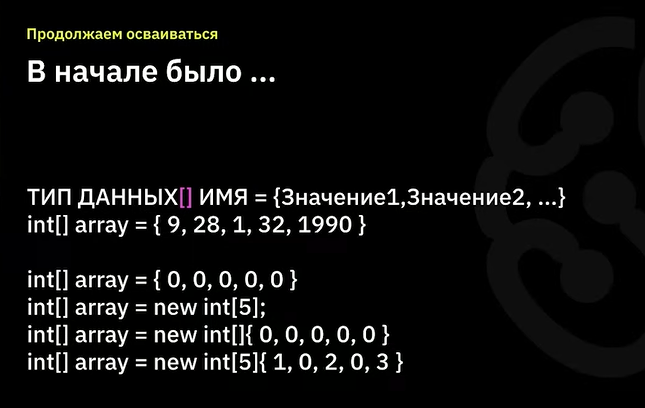 Продолжаем осваиваться
В начале было ...
ТИП ДАННЫХ[] ИМЯ = {Значение1,Значение2, ...}
int[] array = { 9, 28, 1, 32, 1990 }
int[] array = { 0, 0, 0, 0, 0 }
int[] array = new int[5];
int[] array = new int[]{ 0, 0, 0, 0, 0 }
int[] array = new int[5]{ 1, 0, 2, 0, 3 }